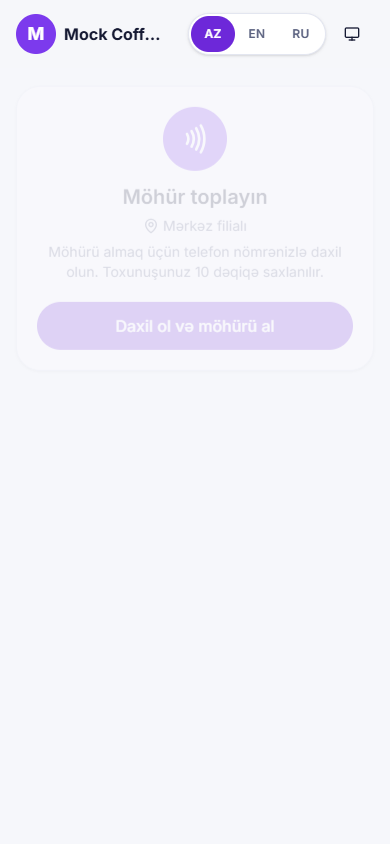 M
Mock Coff...
AZ
EN
RU
Möhür toplayın
Mərkəz filialı
Möhürü almaq üçün telefon nömrənizlə daxil
olun. Toxunuşunuz 10 dəqiqə saxlanılır.
Daxil ol və möhürü al